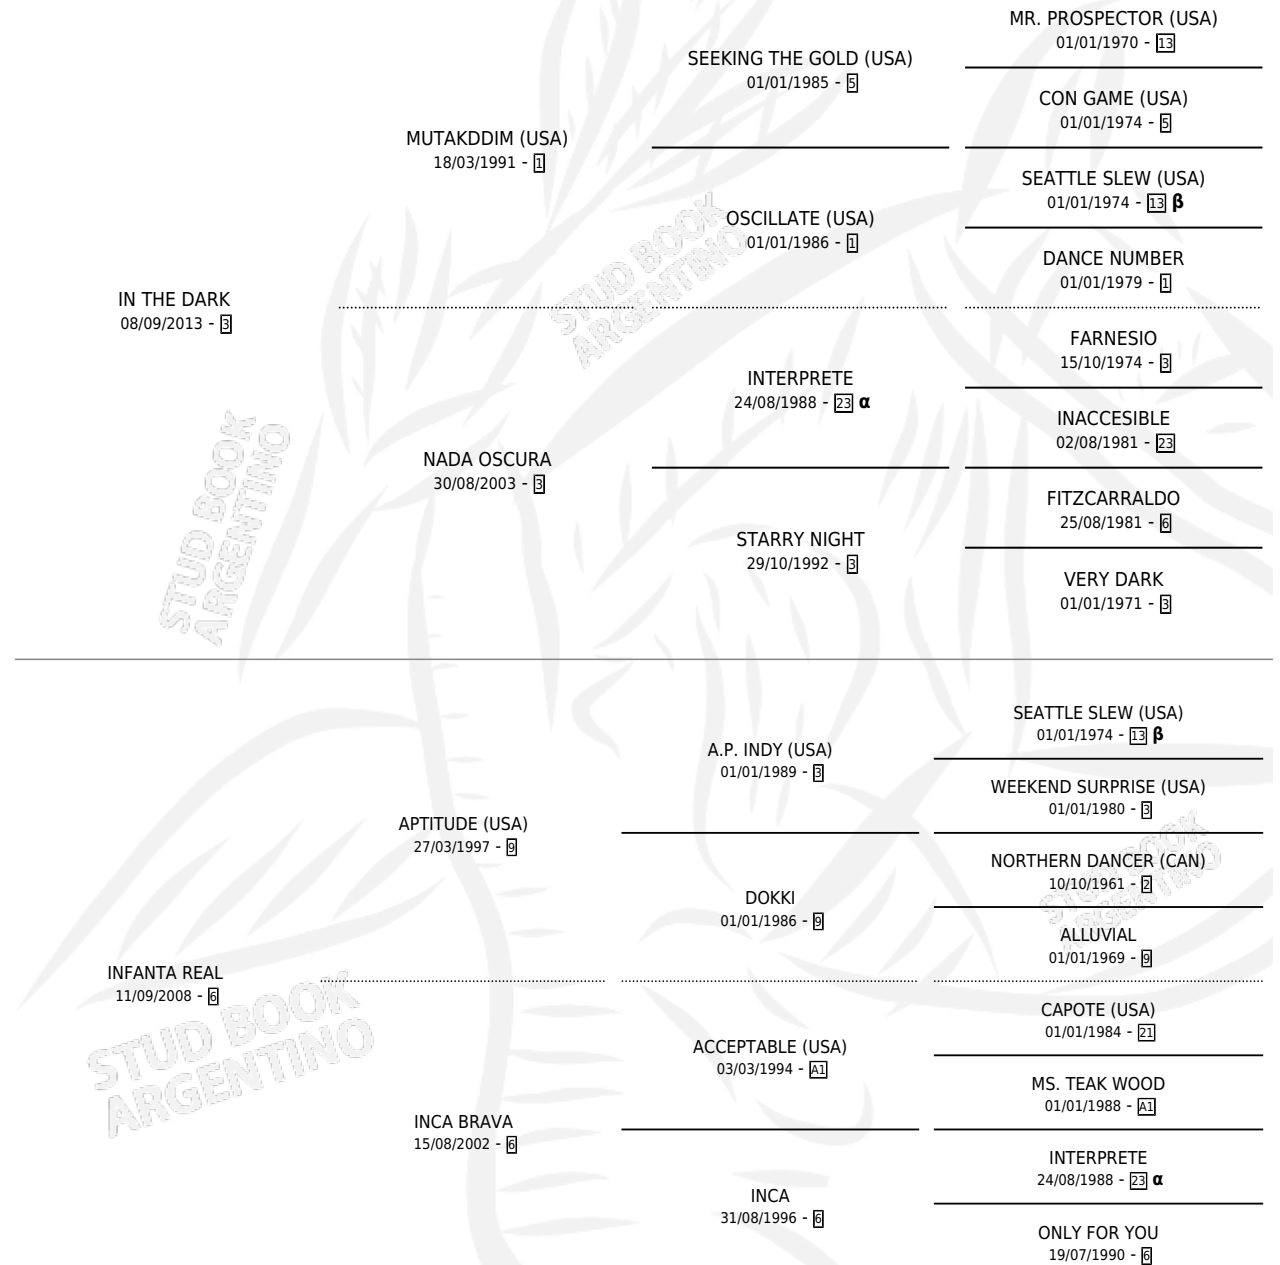 MR. PROSPECTOR (USA)
01/01/1970 - 13
SEEKING THE GOLD (USA)
01/01/1985 - 5
CON GAME (USA)
01/01/1974 - 5
MUTAKDDIM (USA)
18/03/1991 - 1
SEATTLE SLEW (USA)
01/01/1974 - 13 β
OSCILLATE (USA)
01/01/1986 - 1
DANCE NUMBER
01/01/1979 - 1
IN THE DARK
08/09/2013 - 3
FARNESIO
15/10/1974 - 3
INTERPRETE
24/08/1988 - 23 α
INACCESIBLE
02/08/1981 - 23
NADA OSCURA
30/08/2003 - 3
FITZCARRALDO
25/08/1981 - 6
STARRY NIGHT
29/10/1992 - 3
VERY DARK
01/01/1971 - 3
SEATTLE SLEW (USA)
01/01/1974 - 13 β
A.P. INDY (USA)
01/01/1989 - 3
WEEKEND SURPRISE (USA)
01/01/1980 - 3
APTITUDE (USA)
27/03/1997 - 9
NORTHERN DANCER (CAN)
10/10/1961 - 2
DOKKI
01/01/1986 - 9
ALLUVIAL
01/01/1969 - 9
INFANTA REAL
11/09/2008 - 6
CAPOTE (USA)
01/01/1984 - 21
ACCEPTABLE (USA)
03/03/1994 - A1
MS. TEAK WOOD
01/01/1988 - A1
INCA BRAVA
15/08/2002 - 6
INTERPRETE
24/08/1988 - 23 α
INCA
31/08/1996 - 6
ONLY FOR YOU
19/07/1990 - 6
STUD BOOK
ARGENTINO
STUD BOOK
ARGENTINO
STUD BOOK
ARGENTINO
STUD BOOK
ARGENTINO